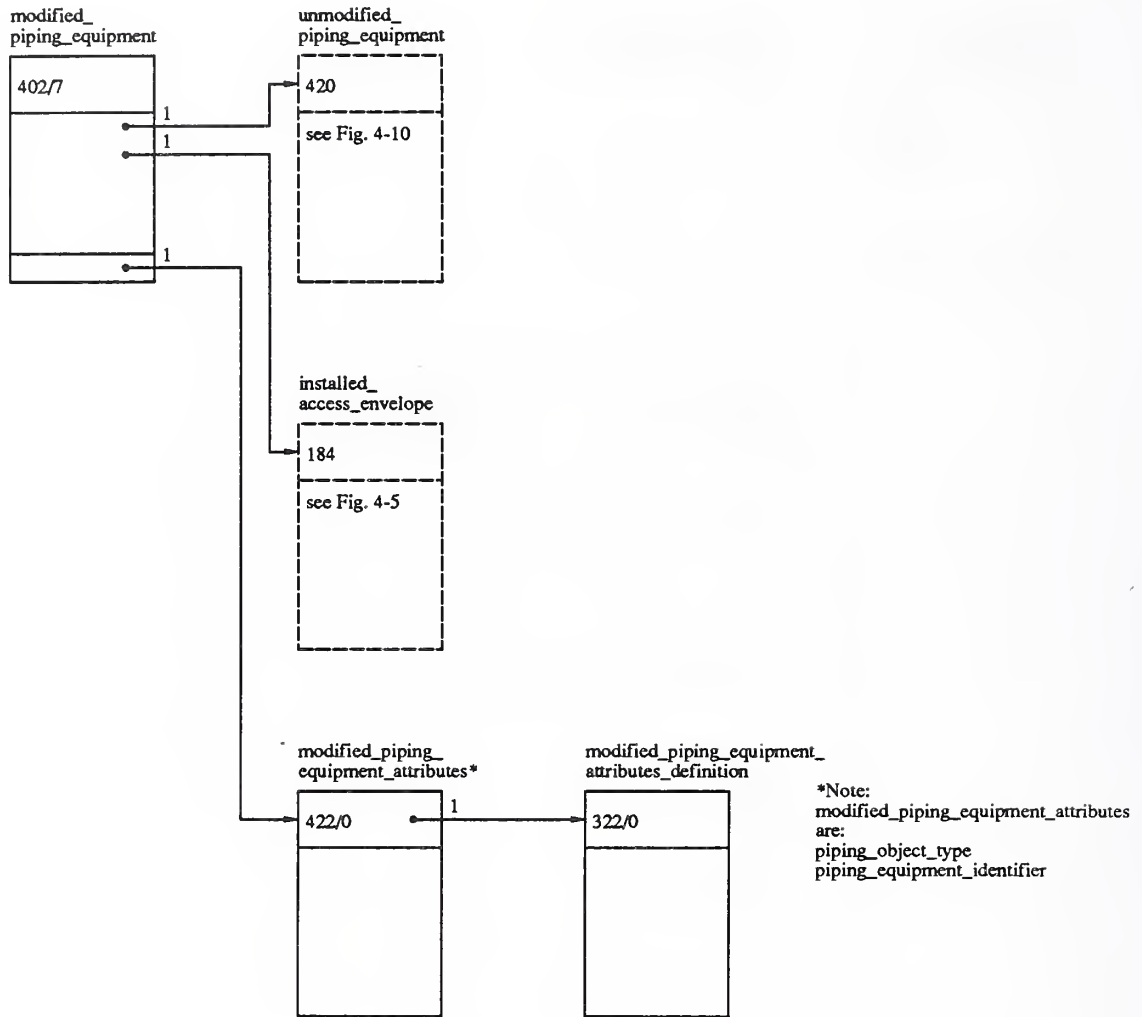 modified_
piping_equipment
402/7
1
1
1
unmodified_
piping_equipment
420
see Fig. 4-10
installed_
access_envelope
184
see Fig. 4-5
modified_piping_
equipment_attributes*
422/0
1
modified_piping_equipment_
attributes_definition
322/0
*Note:
modified_piping_equipment_attributes
are:
piping_object_type
piping_equipment_identifier